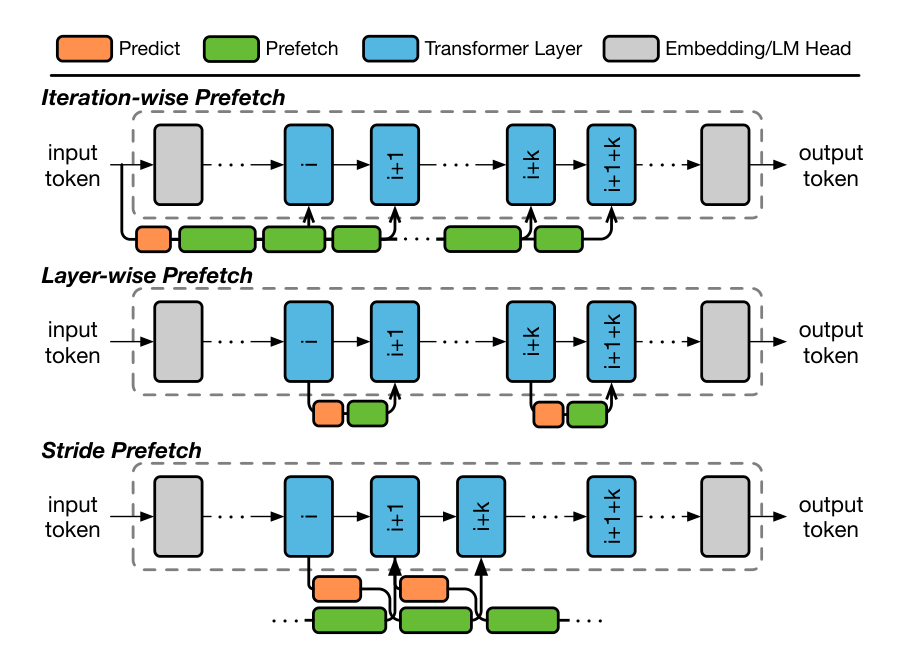 Predict Prefetch Transformer Layer Embedding/LM Head
Iteration-wise Prefetch
input
token
i
i+1
i+k
i+1+k
output
token
Layer-wise Prefetch
input
token
i
i+1
i+k
i+1+k
output
token
Stride Prefetch
input
token
i
i+1
i+k
i+1+k
output
token